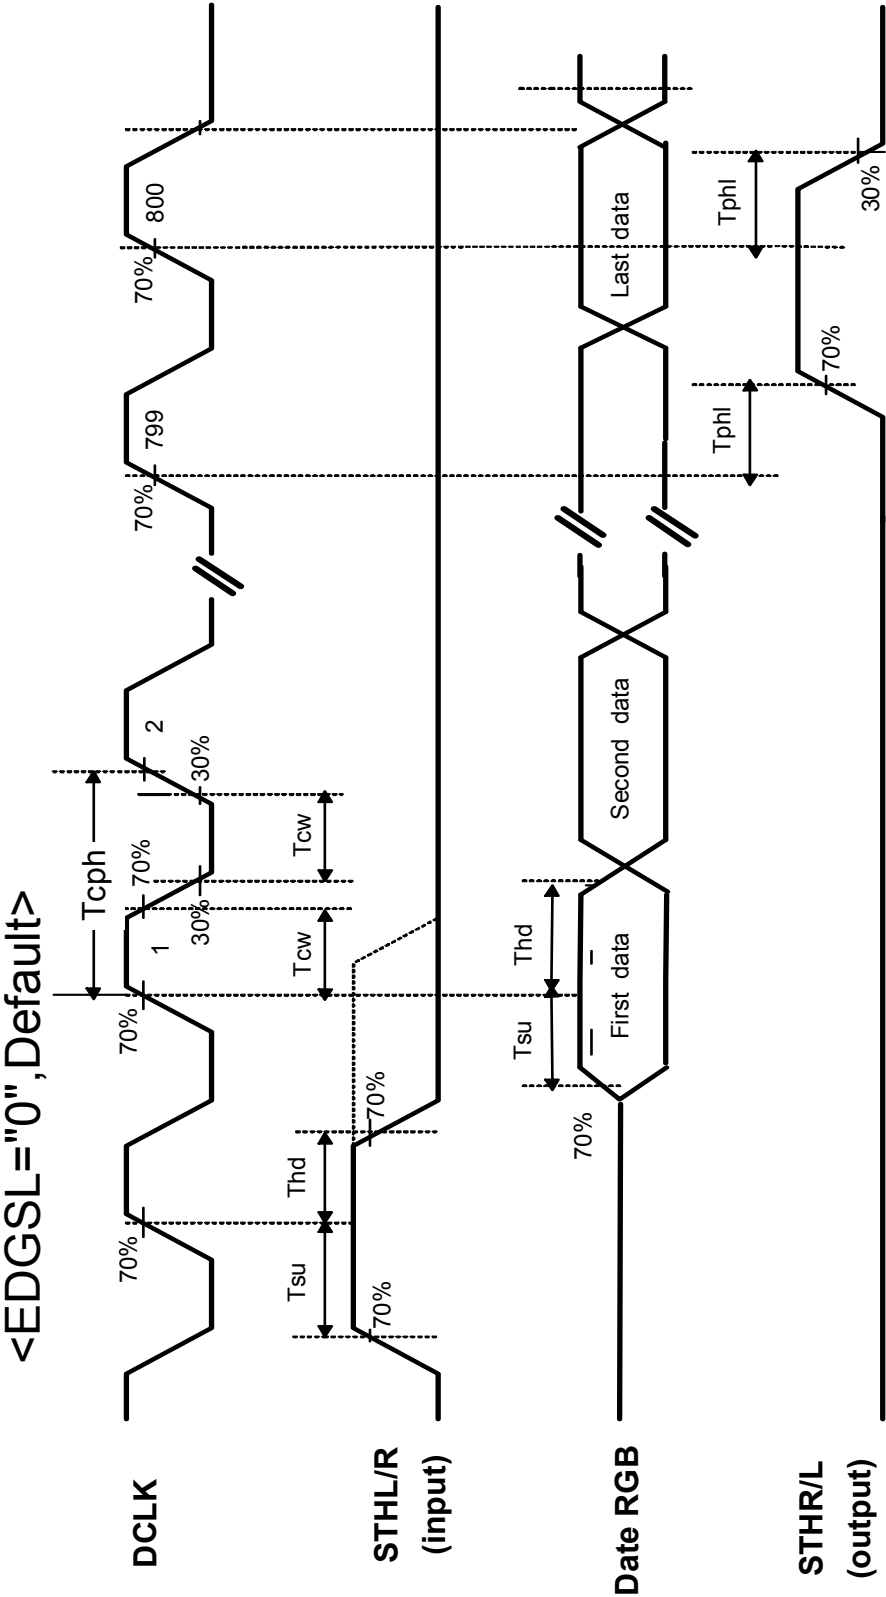 <EDGSL="0",Default>
Tcph
DCLK
70%
70%
1
70%
30%
30%
2
70%
799
70%
800
Tsu
Thd
Tcw
Tcw
STHL/R
(input)
70%
70%
Tsu
Thd
70%
Date RGB
First data
Second data
Last data
Tphl
Tphl
STHR/L
(output)
70%
30%